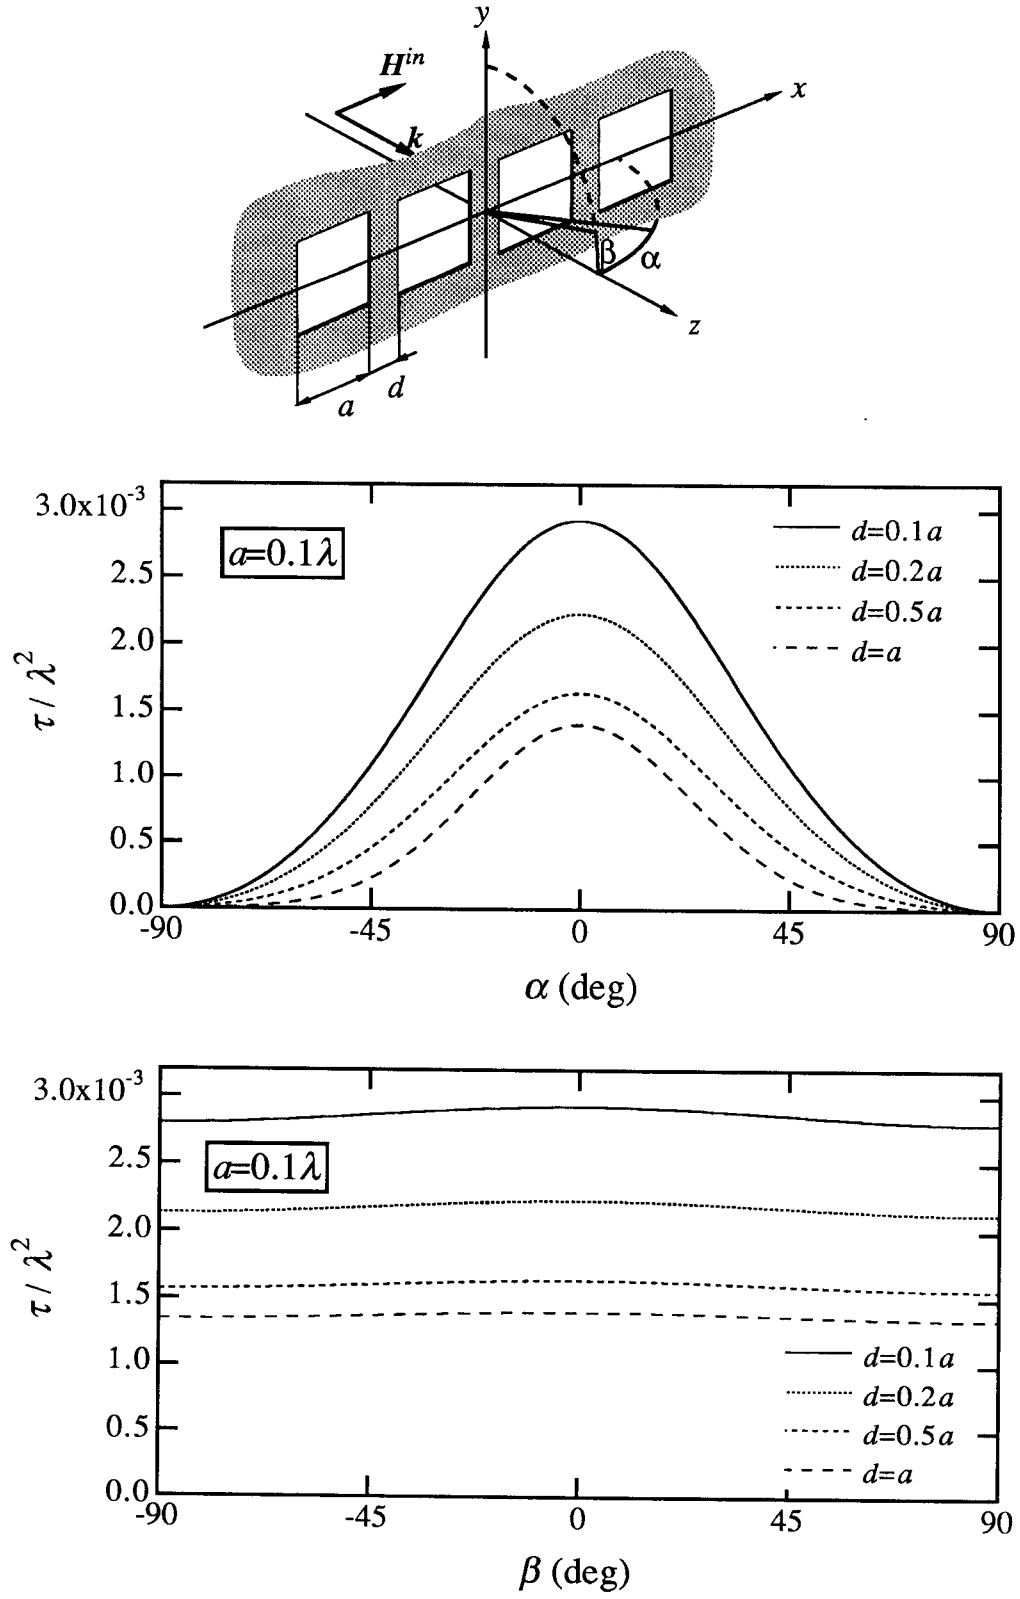 y
H^in
x
k
β α
z
d
a
3.0x10^-3
a=0.1λ
d=0.1a
2.5
d=0.2a
d=0.5a
2.0
d=a
τ / λ^2
1.5
1.0
0.5
0.0
-90 -45 0 45 90
α (deg)
3.0x10^-3
2.5
a=0.1λ
2.0
τ / λ^2
1.5
1.0
d=0.1a
d=0.2a
0.5
d=0.5a
d=a
0.0
-90 -45 0 45 90
β (deg)